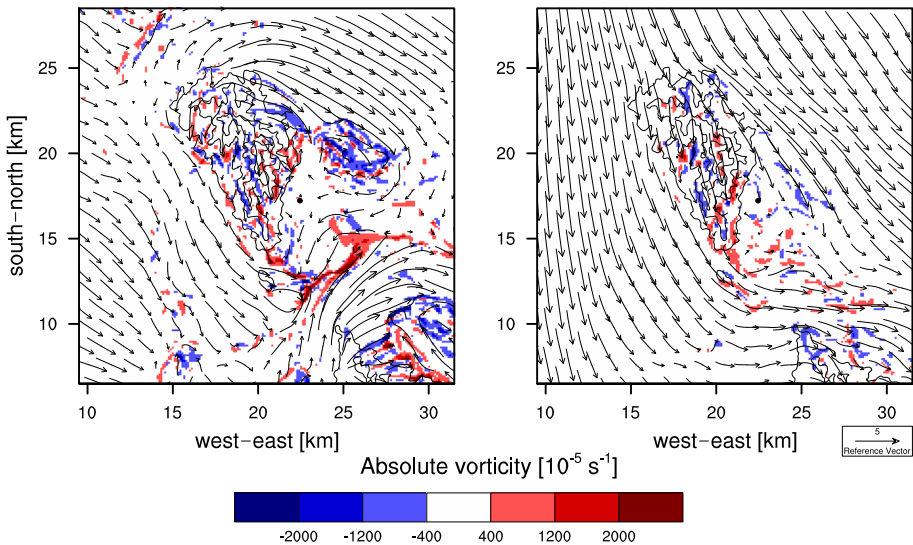 25
20
15
10
south−north [km]
10 15 20 25 30
west−east [km]
25
20
15
10
10 15 20 25 30
west−east [km]
5
Reference Vector
Absolute vorticity [10⁻⁵ s⁻¹]
-2000 -1200 -400 400 1200 2000